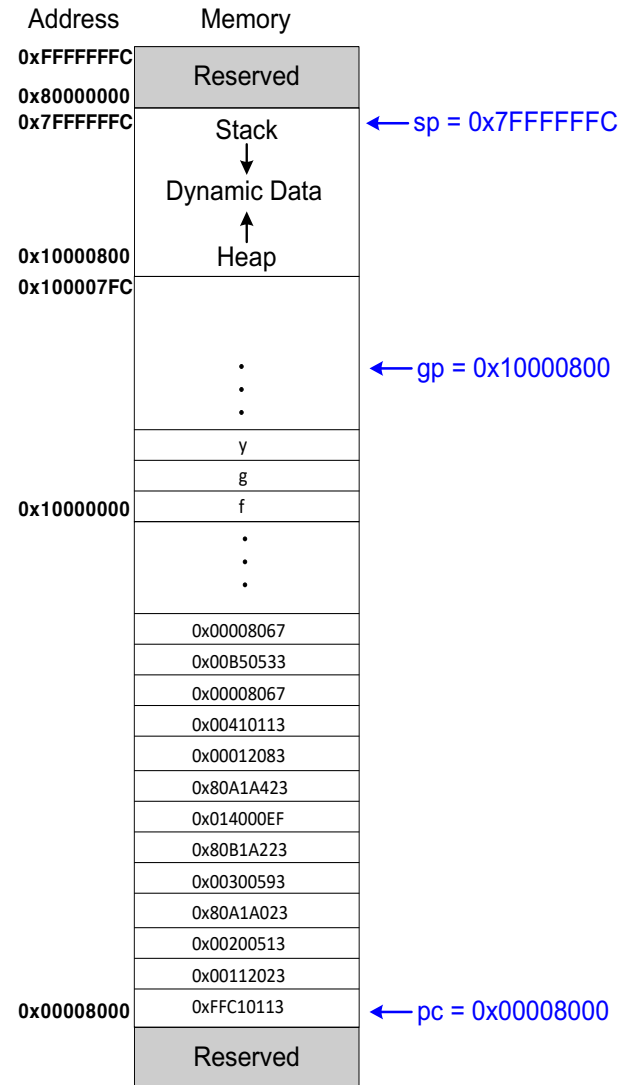 Address Memory
0xFFFFFFFC
Reserved
0x80000000
0x7FFFFFFC Stack sp = 0x7FFFFFFC
Dynamic Data
0x10000800 Heap
0x100007FC
gp = 0x10000800
y
g
0x10000000 f
0x00008067
0x00B50533
0x00008067
0x00410113
0x00012083
0x80A1A423
0x014000EF
0x80B1A223
0x00300593
0x80A1A023
0x00200513
0x00112023
0x00008000 0xFFC10113 pc = 0x00008000
Reserved